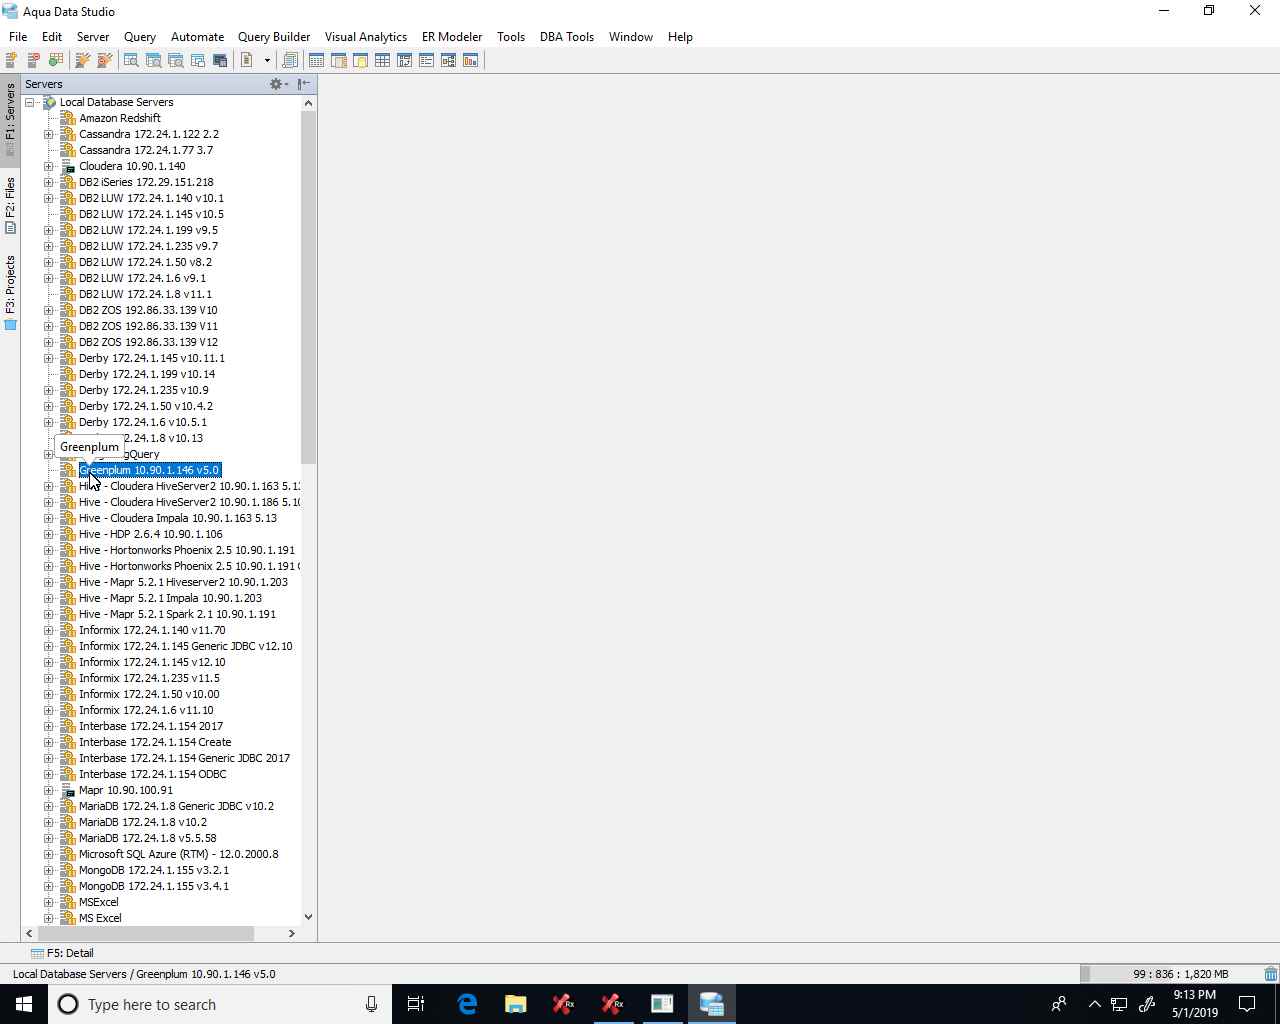 Aqua Data Studio
File Edit Server Query Automate Query Builder Visual Analytics ER Modeler Tools DBA Tools Window Help
Servers
F1: Servers
F2: Files
F3: Projects
Local Database Servers
Amazon Redshift
Cassandra 172.24.1.122 2.2
Cassandra 172.24.1.77 3.7
Cloudera 10.90.1.140
DB2 iSeries 172.29.151.218
DB2 LUW 172.24.1.140 v10.1
DB2 LUW 172.24.1.145 v10.5
DB2 LUW 172.24.1.199 v9.5
DB2 LUW 172.24.1.235 v9.7
DB2 LUW 172.24.1.50 v8.2
DB2 LUW 172.24.1.6 v9.1
DB2 LUW 172.24.1.8 v11.1
DB2 ZOS 192.86.33.139 V10
DB2 ZOS 192.86.33.139 V11
DB2 ZOS 192.86.33.139 V12
Derby 172.24.1.145 v10.11.1
Derby 172.24.1.199 v10.14
Derby 172.24.1.235 v10.9
Derby 172.24.1.50 v10.4.2
Derby 172.24.1.6 v10.5.1
2.24.1.8 v10.13
Greenplum
gQuery
Greenplum 10.90.1.146 v5.0
Hive - Cloudera HiveServer2 10.90.1.163 5.1
Hive - Cloudera HiveServer2 10.90.1.186 5.1
Hive - Cloudera Impala 10.90.1.163 5.13
Hive - HDP 2.6.4 10.90.1.106
Hive - Hortonworks Phoenix 2.5 10.90.1.191
Hive - Hortonworks Phoenix 2.5 10.90.1.191
Hive - Mapr 5.2.1 Hiveserver2 10.90.1.203
Hive - Mapr 5.2.1 Impala 10.90.1.203
Hive - Mapr 5.2.1 Spark 2.1 10.90.1.191
Informix 172.24.1.140 v11.70
Informix 172.24.1.145 Generic JDBC v12.10
Informix 172.24.1.145 v12.10
Informix 172.24.1.235 v11.5
Informix 172.24.1.50 v10.00
Informix 172.24.1.6 v11.10
Interbase 172.24.1.154 2017
Interbase 172.24.1.154 Create
Interbase 172.24.1.154 Generic JDBC 2017
Interbase 172.24.1.154 ODBC
Mapr 10.90.100.91
MariaDB 172.24.1.8 Generic JDBC v10.2
MariaDB 172.24.1.8 v10.2
MariaDB 172.24.1.8 v5.5.58
Microsoft SQL Azure (RTM) - 12.0.2000.8
MongoDB 172.24.1.155 v3.2.1
MongoDB 172.24.1.155 v3.4.1
MSExcel
MS Excel
F5: Detail
Local Database Servers / Greenplum 10.90.1.146 v5.0
99 : 836 : 1,820 MB
Type here to search
Rx
Rx
9:13 PM
5/1/2019